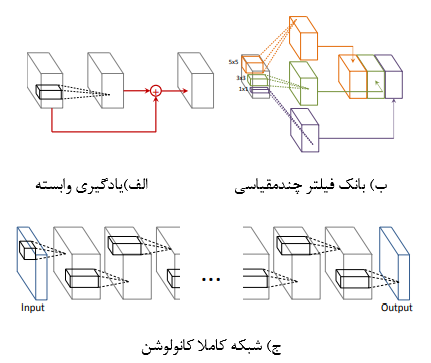 5x5
3x3
1x1
الف)یادگیری وابسته
ب) بانک فیلتر چندمقیاسی
...
Input
Output
ج) شبکه کاملا کانولوشن